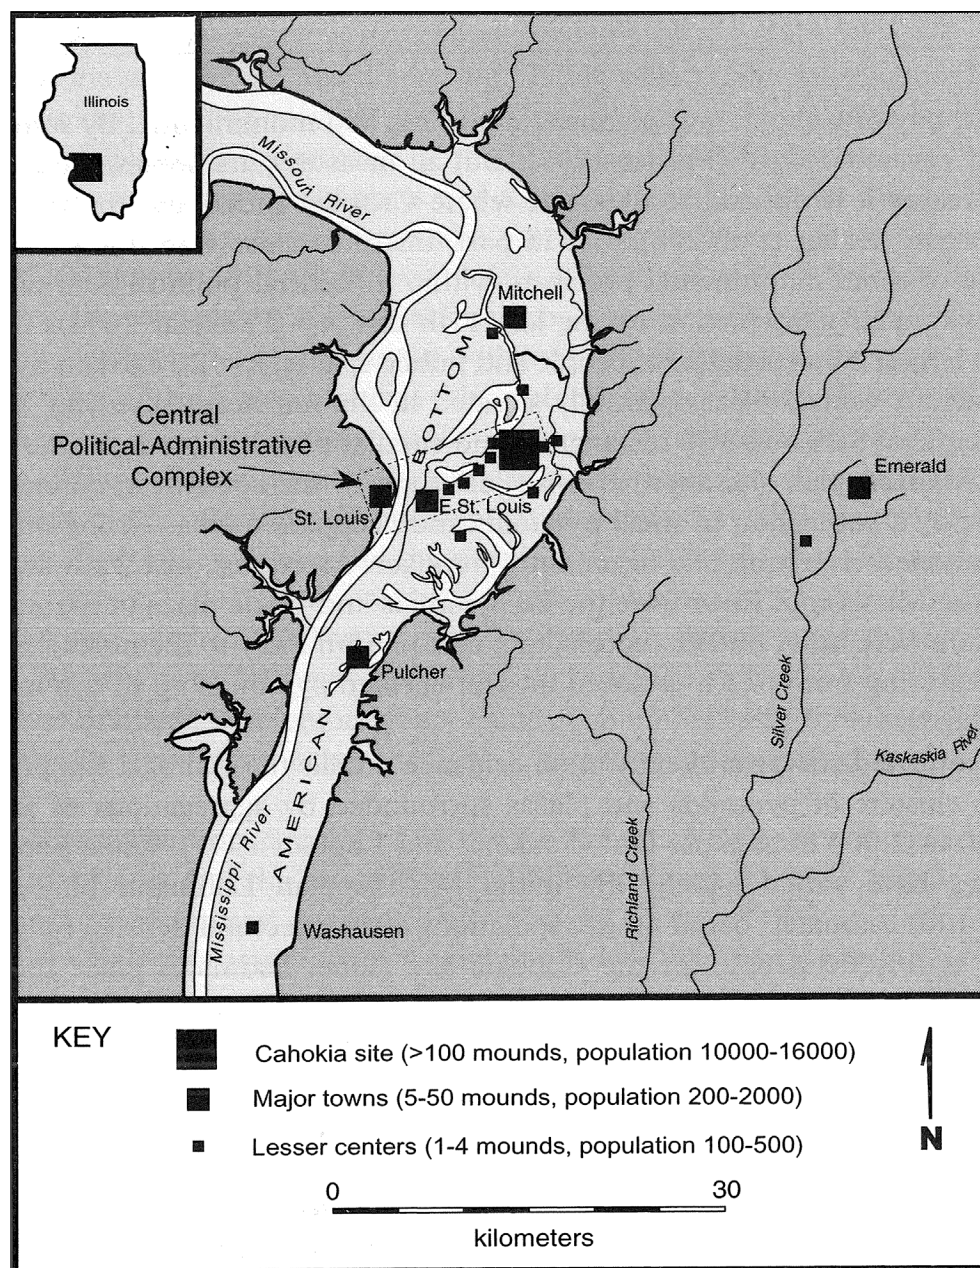 Illinois
Missouri
River
Mitchell
BOTTOM
Central
Political-Administrative
Complex
Emerald
St. Louis
E.St. Louis
Pulcher
Silver Creek
Kaskaskia River
AMERICAN
Mississippi River
Richland Creek
Washausen
KEY
Cahokia site (>100 mounds, population 10000-16000)
Major towns (5-50 mounds, population 200-2000)
Lesser centers (1-4 mounds, population 100-500)
N
0 30
kilometers